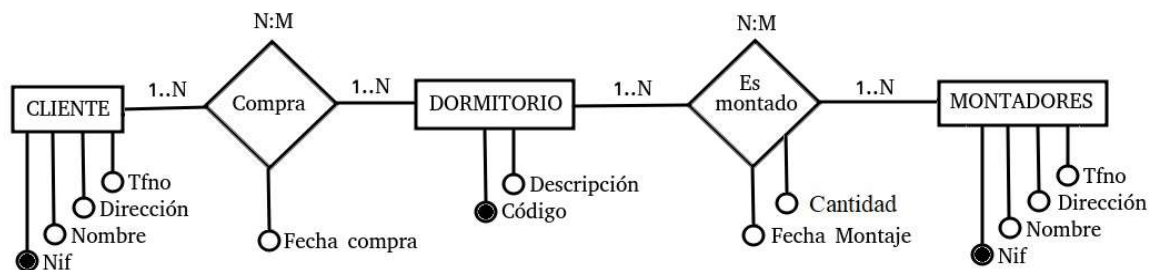 N:M
N:M
1..N
1..N
1..N
1..N
CLIENTE
Compra
DORMITORIO
Es
montado
MONTADORES
Tfno
Dirección
Nombre
Nif
Fecha compra
Descripción
Código
Cantidad
Fecha Montaje
Tfno
Dirección
Nombre
Nif